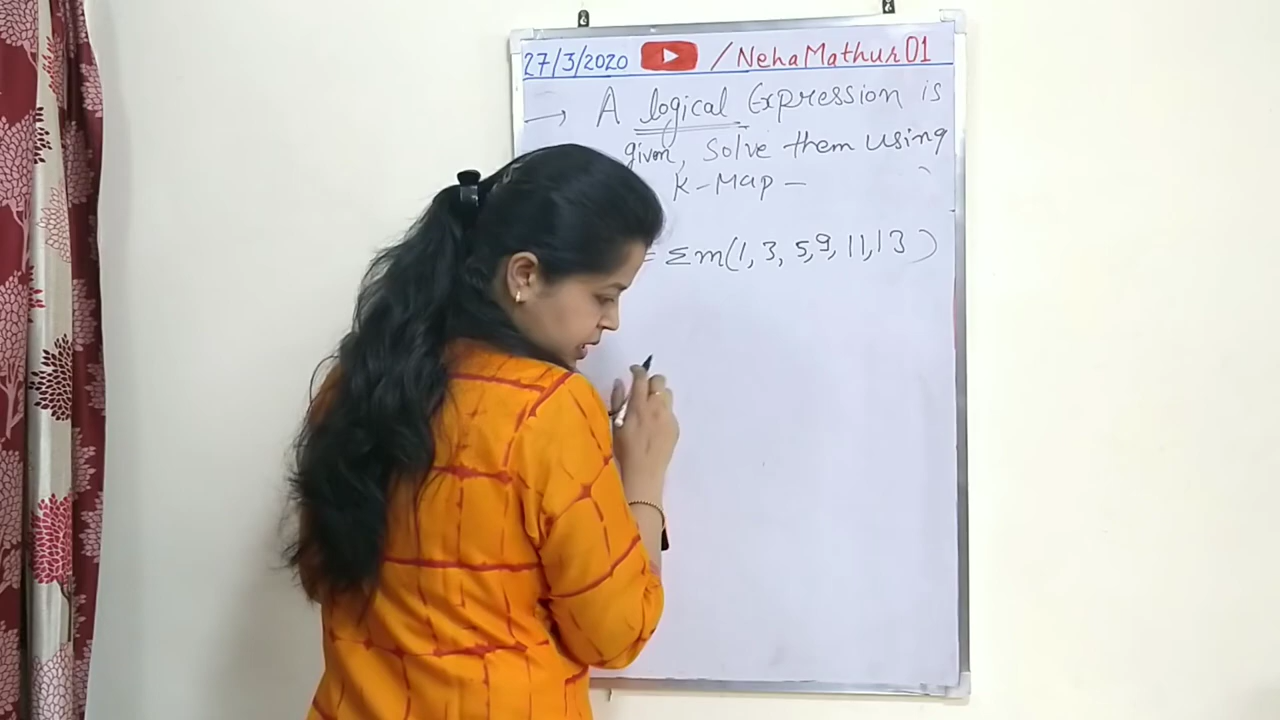 27/3/2020 /NehaMathur01
→ A logical Expression is
given, Solve them using
K-Map -
= Σm(1, 3, 5, 9, 11, 13)